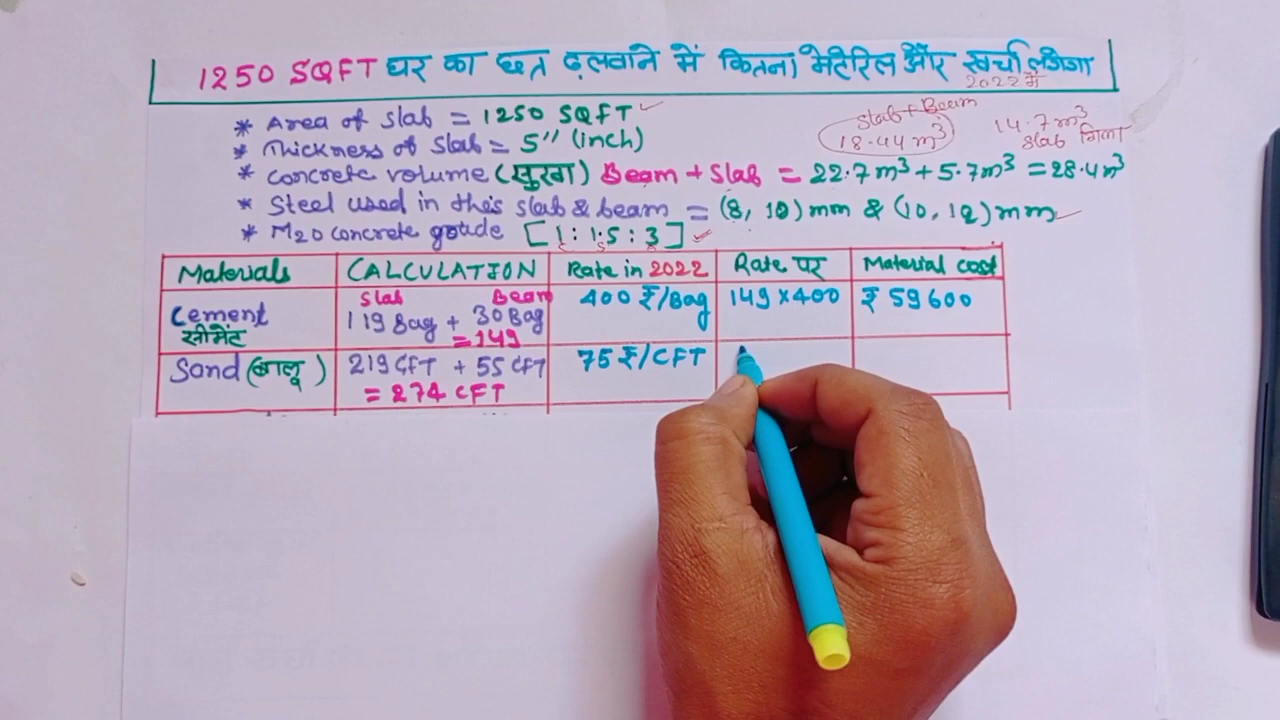 1250 SQFT घर का छत ढ़लवाने में कितना मेटेरिल और खर्चा लगेगा
2022 में
* Area of slab = 1250 SQFT
* Thickness of slab = 5" (inch)
slab + Beam
18.44 m³
14.7 m³
slab गिला
* Concrete volume (सुरवा) Beam + Slab = 22.7 m³ + 5.7 m³ = 28.4 m³
* Steel used in this slab & beam = (8, 10) mm & (10, 12) mm
* M20 concrete grade [1 : 1.5 : 3]
C S
Materials CALCULATION Rate in 2022 Rate पर Material cost
Slab Beam
Cement 119 Bag + 30 Bag 400 ₹/Bag 149 x 400 ₹ 59600
सीमेंट = 149
Sand (बालू) 219 CFT + 55 CFT 75 ₹/CFT
= 274 CFT